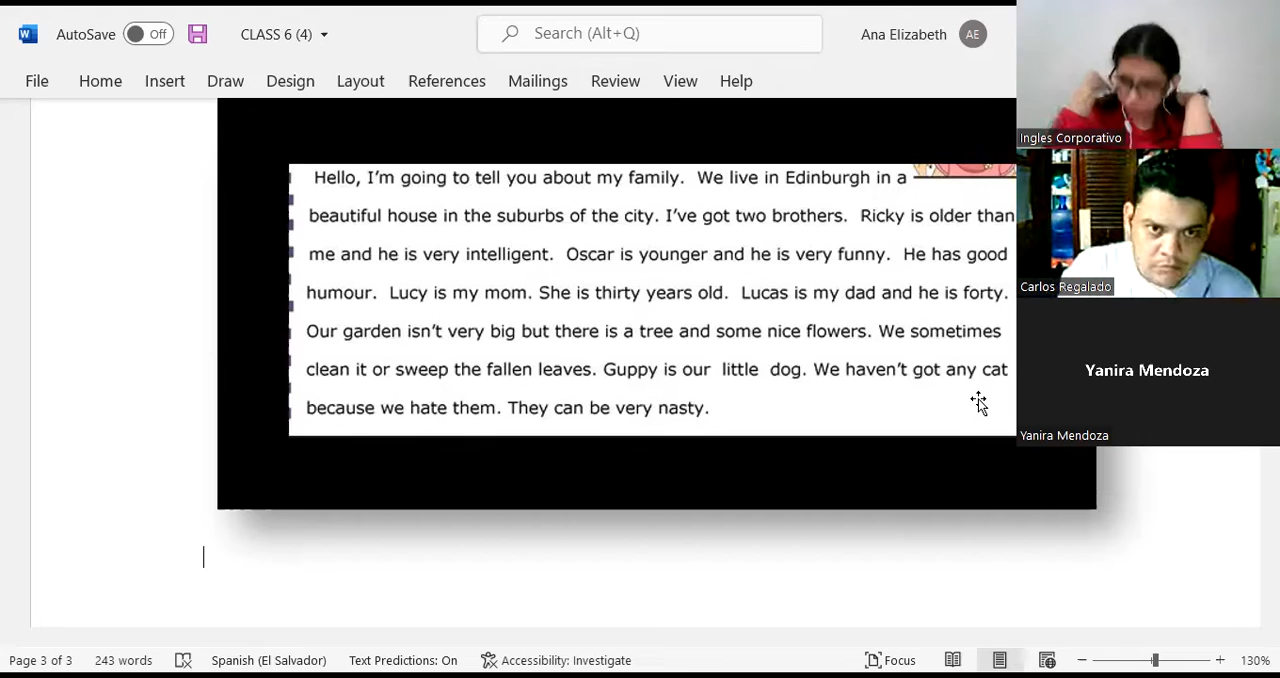 AutoSave Off CLASS 6 (4) Search (Alt+Q) Ana Elizabeth AE
File Home Insert Draw Design Layout References Mailings Review View Help
Hello, I'm going to tell you about my family. We live in Edinburgh in a
beautiful house in the suburbs of the city. I've got two brothers. Ricky is older than
me and he is very intelligent. Oscar is younger and he is very funny. He has good
humour. Lucy is my mom. She is thirty years old. Lucas is my dad and he is forty.
Our garden isn't very big but there is a tree and some nice flowers. We sometimes
clean it or sweep the fallen leaves. Guppy is our little dog. We haven't got any cat
because we hate them. They can be very nasty.
Ingles Corporativo
Carlos Regalado
Yanira Mendoza
Yanira Mendoza
Page 3 of 3 243 words Spanish (El Salvador) Text Predictions: On Accessibility: Investigate Focus 130%